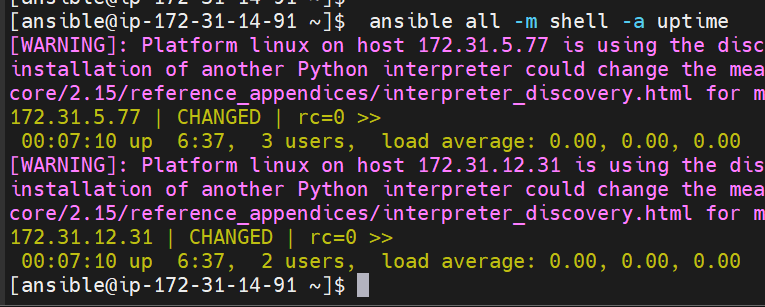 [ansible@ip-172-31-14-91 ~]$
[ansible@ip-172-31-14-91 ~]$  ansible all -m shell -a uptime
[WARNING]: Platform linux on host 172.31.5.77 is using the disc
installation of another Python interpreter could change the mea
core/2.15/reference_appendices/interpreter_discovery.html for m
172.31.5.77 | CHANGED | rc=0 >>
 00:07:10 up  6:37,  3 users,  load average: 0.00, 0.00, 0.00
[WARNING]: Platform linux on host 172.31.12.31 is using the dis
installation of another Python interpreter could change the mea
core/2.15/reference_appendices/interpreter_discovery.html for m
172.31.12.31 | CHANGED | rc=0 >>
 00:07:10 up  6:37,  2 users,  load average: 0.00, 0.00, 0.00
[ansible@ip-172-31-14-91 ~]$